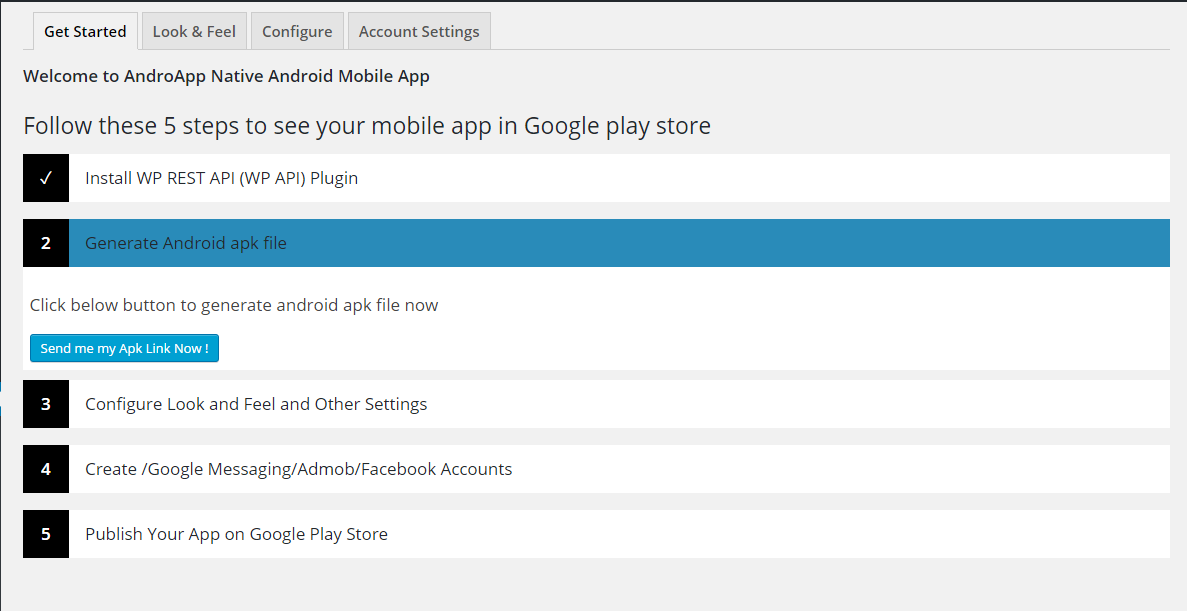 Get Started Look & Feel Configure Account Settings
Welcome to AndroApp Native Android Mobile App
Follow these 5 steps to see your mobile app in Google play store
✓ Install WP REST API (WP API) Plugin
2 Generate Android apk file
Click below button to generate android apk file now
Send me my Apk Link Now !
3 Configure Look and Feel and Other Settings
4 Create /Google Messaging/Admob/Facebook Accounts
5 Publish Your App on Google Play Store